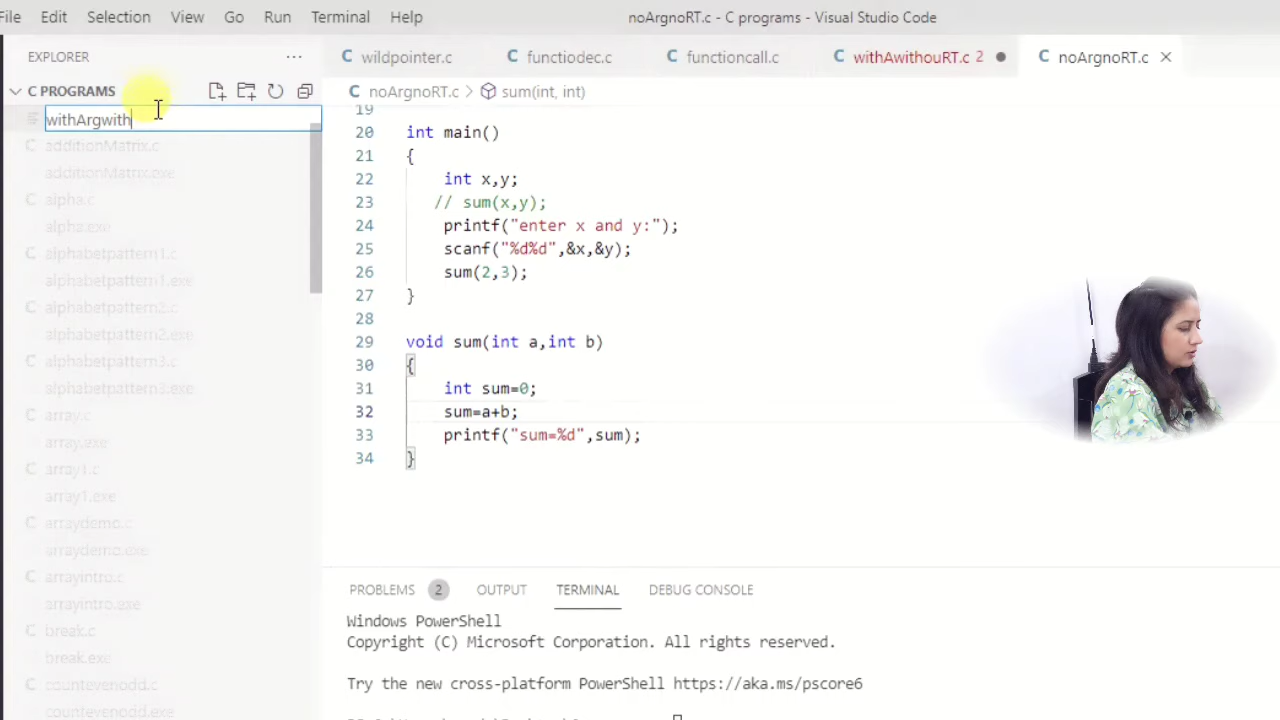 File Edit Selection View Go Run Terminal Help noArgnoRT.c - C programs - Visual Studio Code
EXPLORER ···
wildpointer.c functiodec.c functioncall.c withAwithouRT.c 2 noArgnoRT.c
C PROGRAMS
noArgnoRT.c > sum(int, int)
withArgwith
additionMatrix.c
additionMatrix.exe
alpha.c
alpha.exe
alphabetpattern1.c
alphabetpattern1.exe
alphabetpattern2.c
alphabetpattern2.exe
alphabetpattern3.c
alphabetpattern3.exe
array.c
array.exe
array1.c
array1.exe
arraydemo.c
arraydemo.exe
arrayintro.c
arrayintro.exe
break.c
break.exe
countevenodd.c
countevenodd.exe
19
20 int main()
21 {
22 int x,y;
23 // sum(x,y);
24 printf("enter x and y:");
25 scanf("%d%d",&x,&y);
26 sum(2,3);
27 }
28
29 void sum(int a,int b)
30 {
31 int sum=0;
32 sum=a+b;
33 printf("sum=%d",sum);
34 }
PROBLEMS 2 OUTPUT TERMINAL DEBUG CONSOLE
Windows PowerShell
Copyright (C) Microsoft Corporation. All rights reserved.
Try the new cross-platform PowerShell https://aka.ms/pscore6